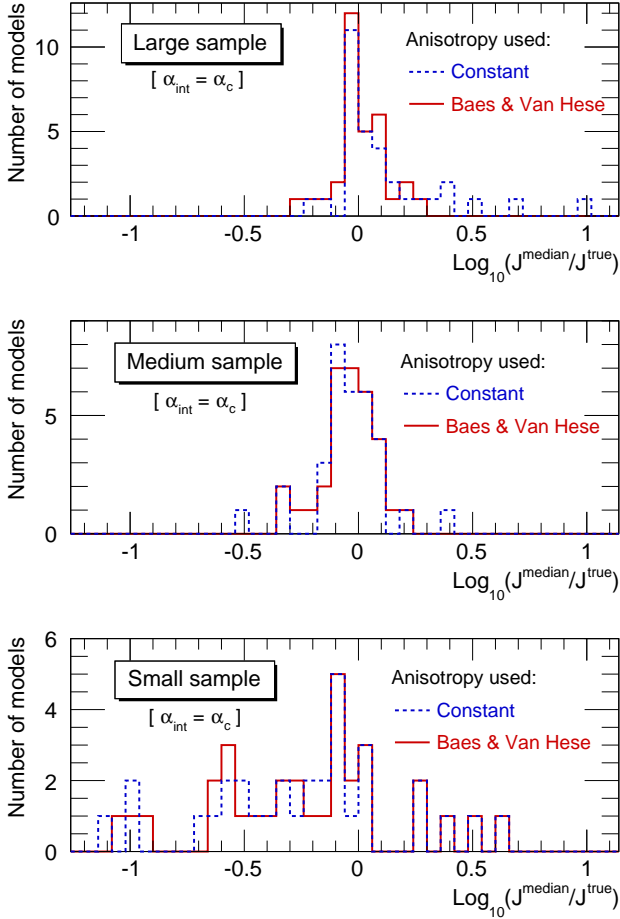 Number of models
10
5
0
Large sample
[ α_int = α_c ]
Anisotropy used:
Constant
Baes & Van Hese
-1 -0.5 0 0.5 1
Log_10(J^median/J^true)
Number of models
5
0
Medium sample
[ α_int = α_c ]
Anisotropy used:
Constant
Baes & Van Hese
-1 -0.5 0 0.5 1
Log_10(J^median/J^true)
Number of models
6
4
2
0
Small sample
[ α_int = α_c ]
Anisotropy used:
Constant
Baes & Van Hese
-1 -0.5 0 0.5 1
Log_10(J^median/J^true)